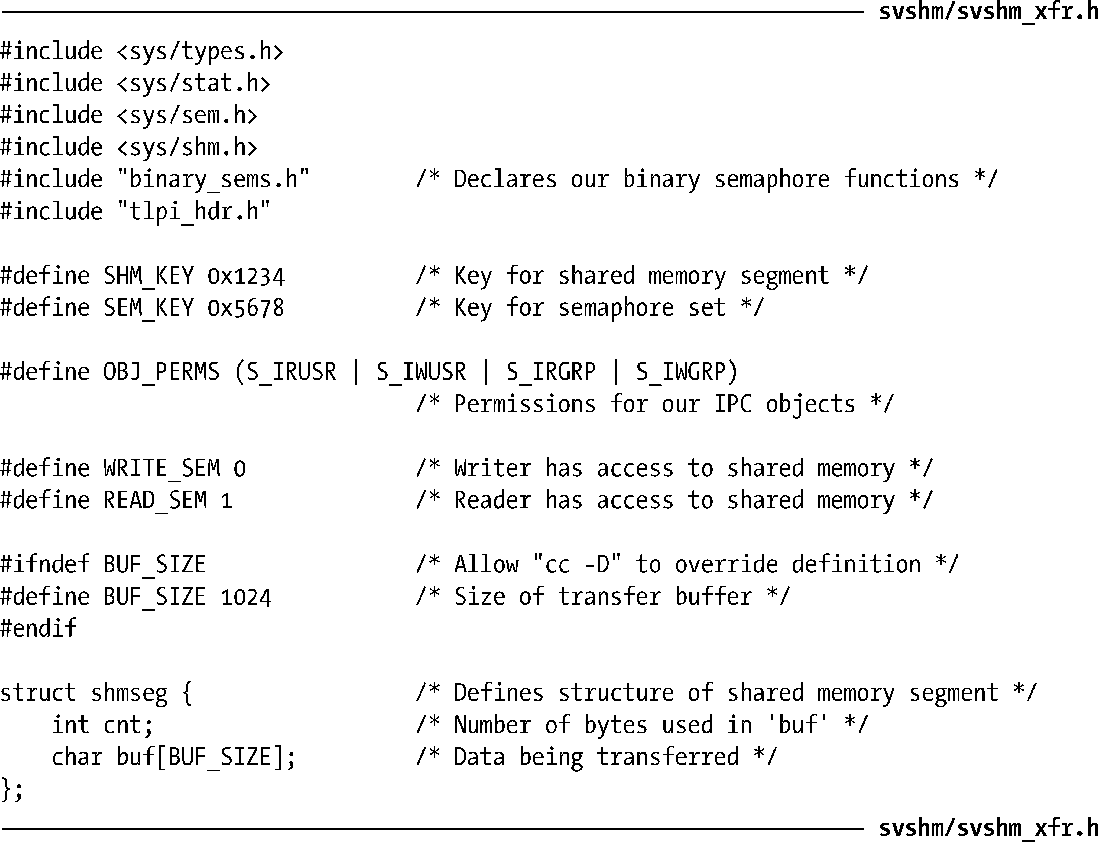 svshm/svshm_xfr.h
#include <sys/types.h>
#include <sys/stat.h>
#include <sys/sem.h>
#include <sys/shm.h>
#include "binary_sems.h"        /* Declares our binary semaphore functions */
#include "tlpi_hdr.h"

#define SHM_KEY 0x1234          /* Key for shared memory segment */
#define SEM_KEY 0x5678          /* Key for semaphore set */

#define OBJ_PERMS (S_IRUSR | S_IWUSR | S_IRGRP | S_IWGRP)
                                /* Permissions for our IPC objects */

#define WRITE_SEM 0             /* Writer has access to shared memory */
#define READ_SEM 1              /* Reader has access to shared memory */

#ifndef BUF_SIZE                /* Allow "cc -D" to override definition */
#define BUF_SIZE 1024           /* Size of transfer buffer */
#endif

struct shmseg {                 /* Defines structure of shared memory segment */
    int cnt;                    /* Number of bytes used in 'buf' */
    char buf[BUF_SIZE];         /* Data being transferred */
};
svshm/svshm_xfr.h